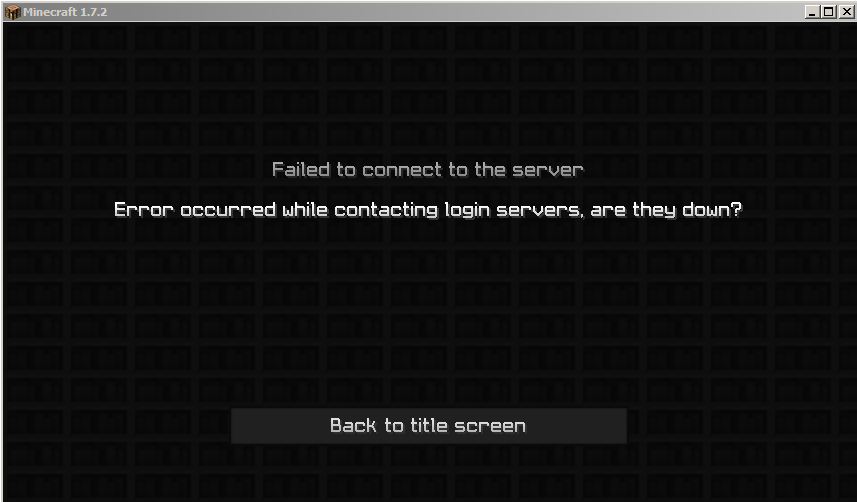 Minecraft 1.7.2
Failed to connect to the server
Error occurred while contacting login servers, are they down?
Back to title screen